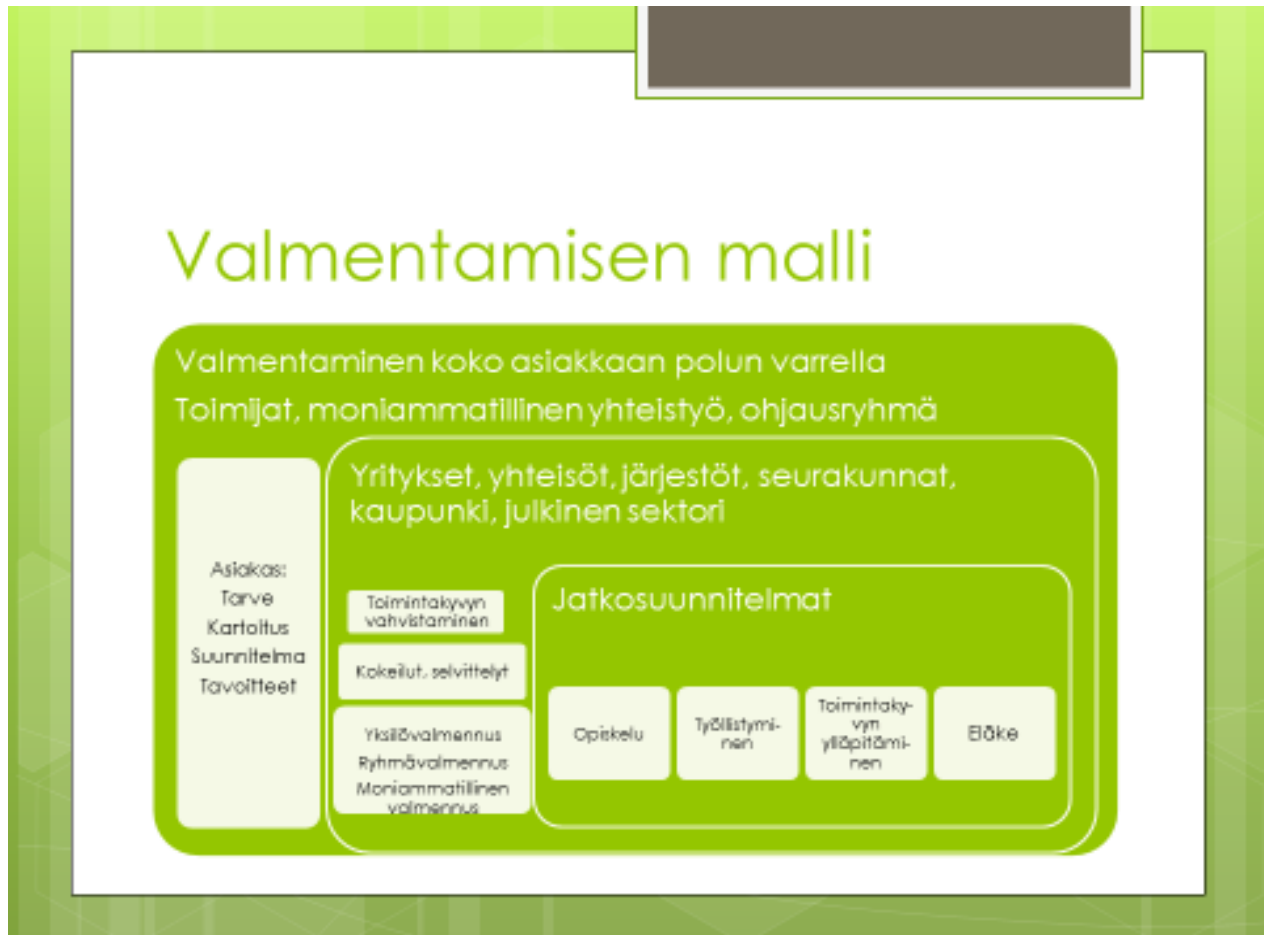 Valmentamisen malli
Valmentaminen koko asiakkaan polun varrella
Toimijat, moniammatillinen yhteistyö, ohjausryhmä
Yritykset, yhteisöt, järjestöt, seurakunnat,
kaupunki, julkinen sektori
Asiakas:
Tarve
Kartoitus
Suunnitelma
Tavoitteet
Toimintakyvyn
vahvistaminen
Kokeilut, selvittelyt
Yksilövalmennus
Ryhmävalmennus
Moniammatillinen
valmennus
Jatkosuunnitelmat
Opiskelu
Työllistymi-
nen
Toimintaky-
vyn
ylläpitämi-
nen
Eläke